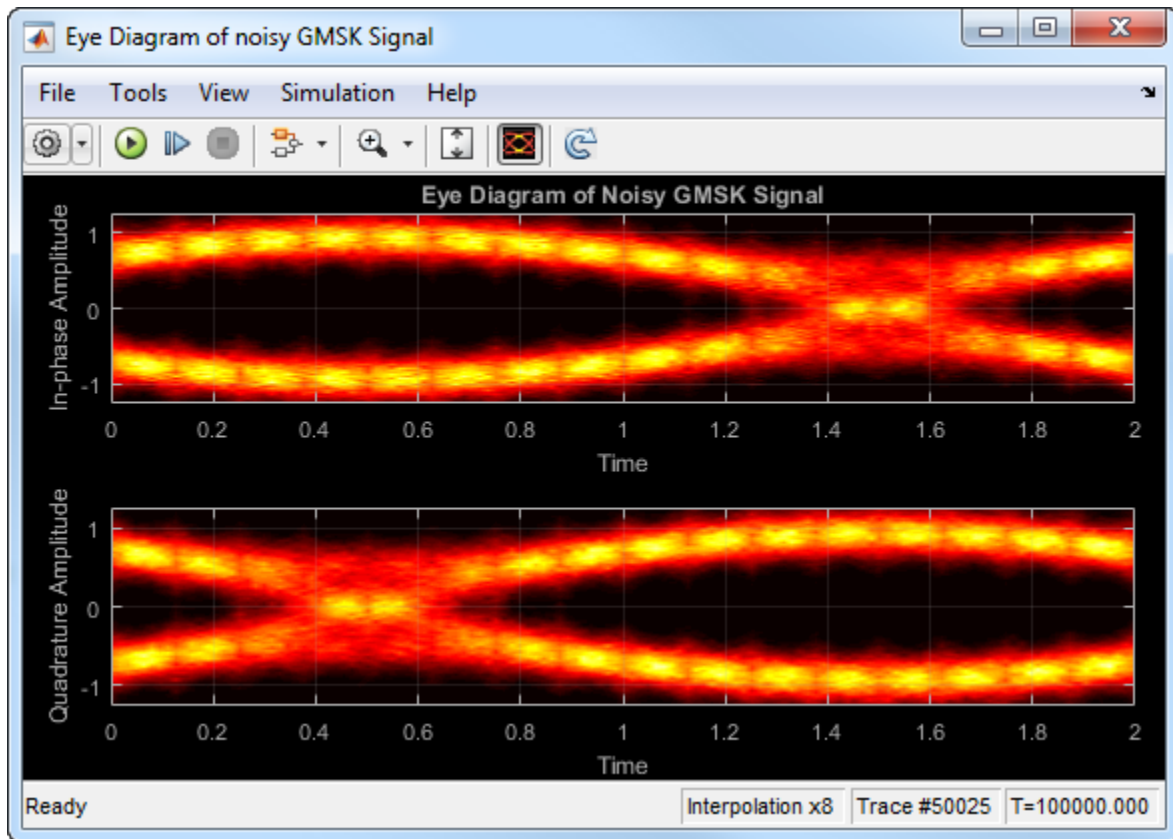 Eye Diagram of noisy GMSK Signal
File Tools View Simulation Help
Eye Diagram of Noisy GMSK Signal
In-phase Amplitude
1
0
-1
0 0.2 0.4 0.6 0.8 1 1.2 1.4 1.6 1.8 2
Time
Quadrature Amplitude
1
0
-1
0 0.2 0.4 0.6 0.8 1 1.2 1.4 1.6 1.8 2
Time
Ready Interpolation x8 Trace #50025 T=100000.000